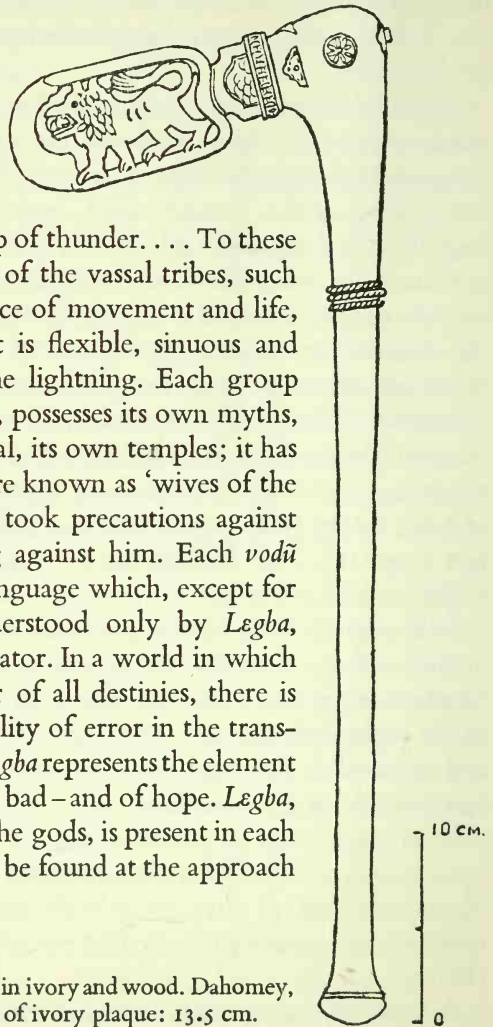 p of thunder. . . . To these
of the vassal tribes, such
ce of movement and life,
t is flexible, sinuous and
ne lightning. Each group
, possesses its own myths,
al, its own temples; it has
re known as ‘wives of the
took precautions against
g against him. Each vodũ
nguage which, except for
derstood only by Lɛgba,
ator. In a world in which
r of all destinies, there is
lity of error in the trans-
gba represents the element
bad – and of hope. Lɛgba,
he gods, is present in each
be found at the approach
10 CM.
0
in ivory and wood. Dahomey,
of ivory plaque: 13.5 cm.